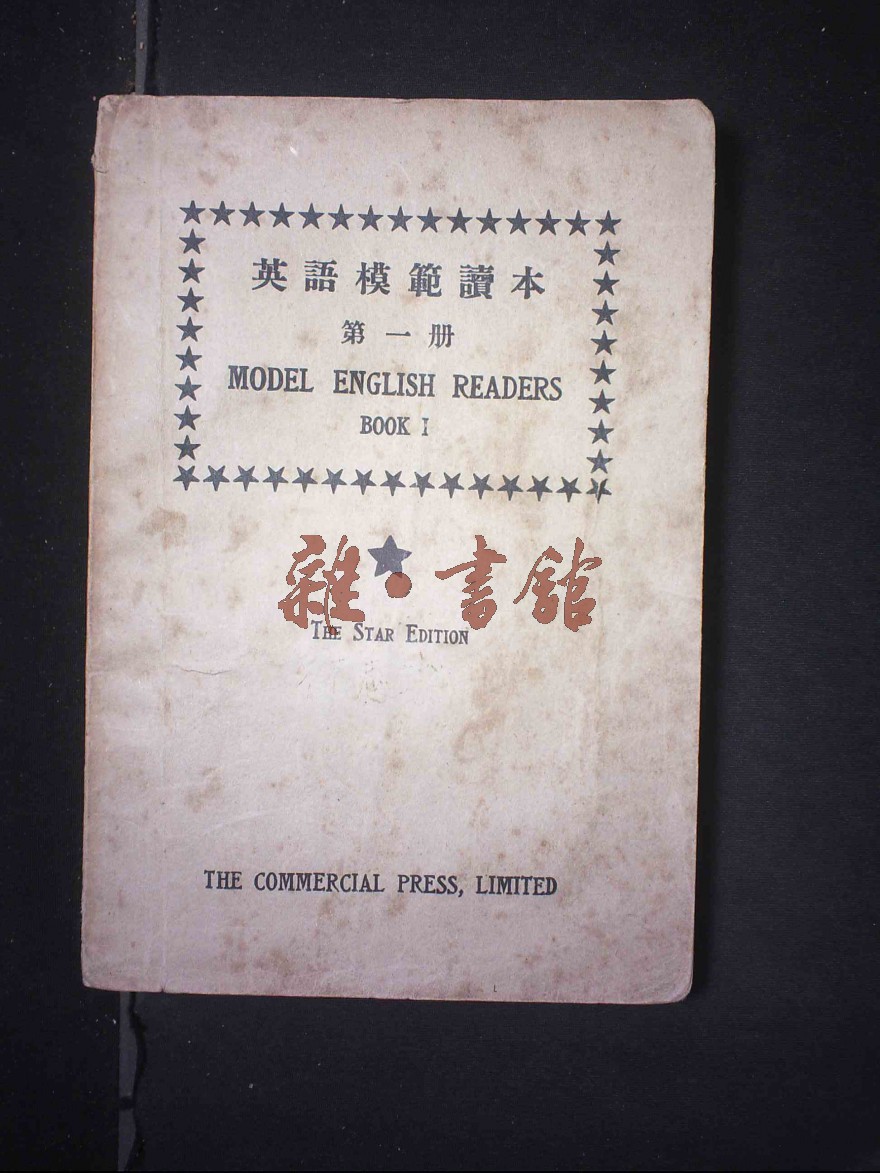 英語模範讀本
第一册
MODEL ENGLISH READERS
BOOK I
雜·書館
THE STAR EDITION
THE COMMERCIAL PRESS, LIMITED